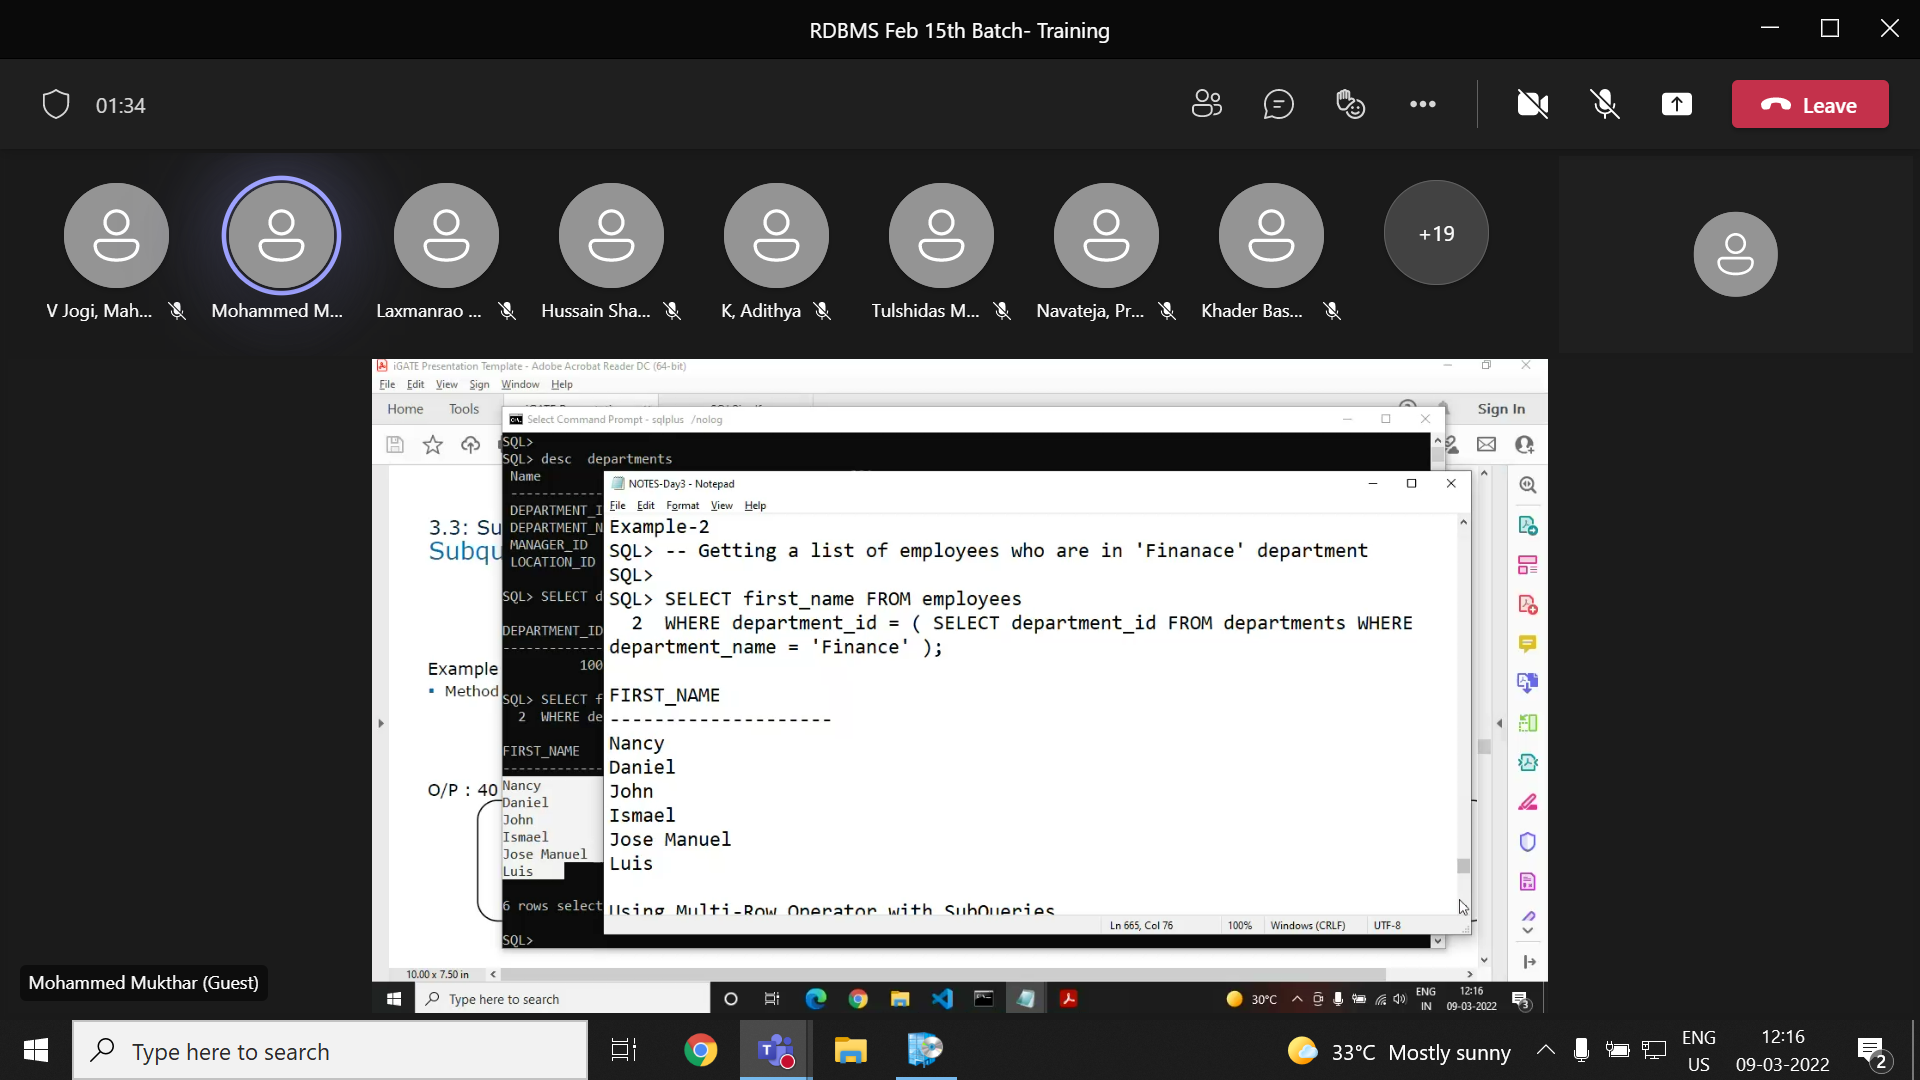 RDBMS Feb 15th Batch- Training
01:34
Leave
V Jogi, Mah...
Mohammed M...
Laxmanrao ...
Hussain Sha...
K, Adithya
Tulshidas M...
Navateja, Pr...
Khader Bas...
+19
iGATE Presentation Template - Adobe Acrobat Reader DC (64-bit)
File Edit View Sign Window Help
Home Tools
Sign In
Select Command Prompt - sqlplus /nolog
SQL>
SQL> desc departments
Name
DEPARTMENT_I
DEPARTMENT_N
MANAGER_ID
LOCATION_ID
SQL> SELECT d
DEPARTMENT_ID
-------------
100
SQL> SELECT f
2 WHERE de
FIRST_NAME
-------------
Nancy
Daniel
John
Ismael
Jose Manuel
Luis
6 rows select
SQL>
3.3: Su
Subqu
Example
▪ Method
O/P : 40
10.00 x 7.50 in
NOTES-Day3 - Notepad
File Edit Format View Help
Example-2
SQL> -- Getting a list of employees who are in 'Finanace' department
SQL>
SQL> SELECT first_name FROM employees
2 WHERE department_id = ( SELECT department_id FROM departments WHERE
department_name = 'Finance' );
FIRST_NAME
--------------------
Nancy
Daniel
John
Ismael
Jose Manuel
Luis
Using Multi-Row Operator with SubQueries
Ln 665, Col 76 100% Windows (CRLF) UTF-8
Mohammed Mukthar (Guest)
Type here to search
30°C
ENG
IN
12:16
09-03-2022
3
Type here to search
33°C Mostly sunny
ENG
US
12:16
09-03-2022
2